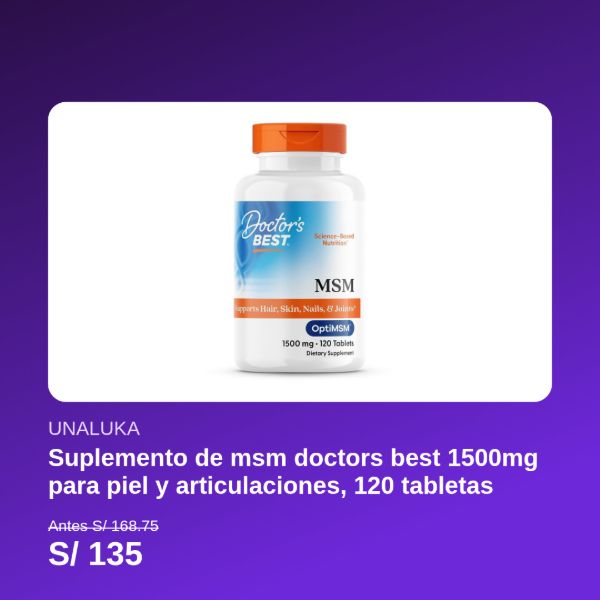 Doctor's
BEST
Science-Based
Nutrition
MSM
Supports Hair, Skin, Nails, & Joints
OptiMSM
1500 mg • 120 Tablets
Dietary Supplement
UNALUKA
Suplemento de msm doctors best 1500mg
para piel y articulaciones, 120 tabletas
Antes S/ 168.75
S/ 135